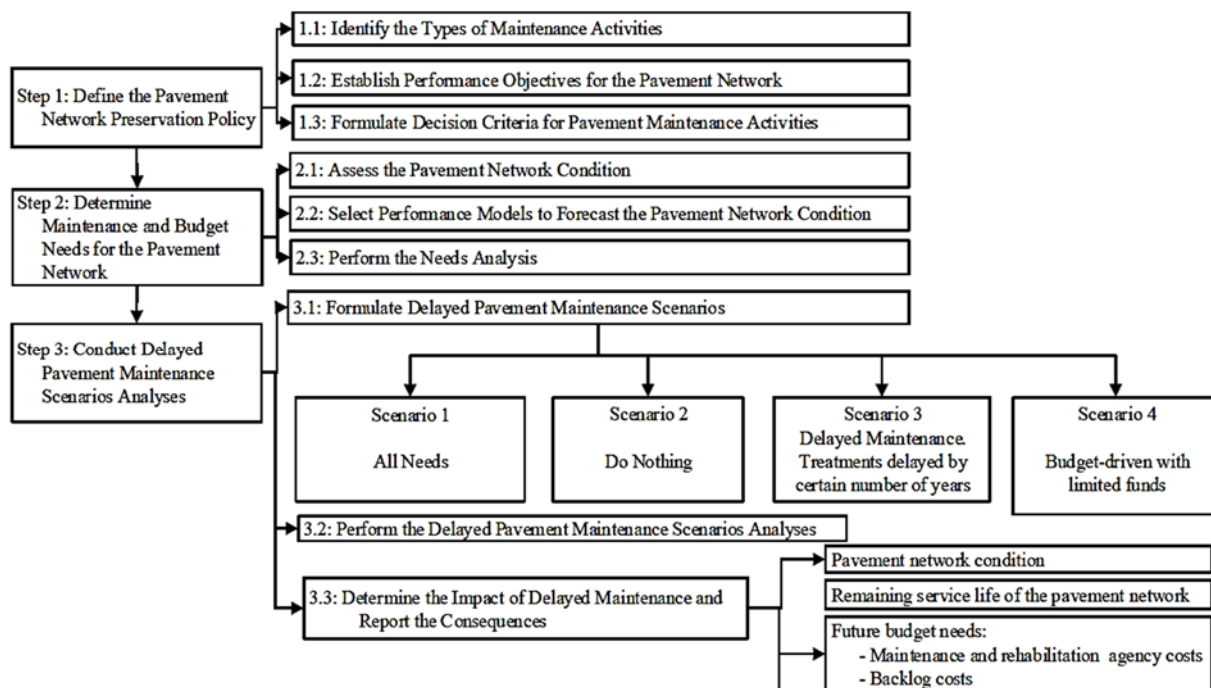 1.1: Identify the Types of Maintenance Activities
1.2: Establish Performance Objectives for the Pavement Network
Step 1: Define the Pavement
Network Preservation Policy
1.3: Formulate Decision Criteria for Pavement Maintenance Activities
2.1: Assess the Pavement Network Condition
Step 2: Determine
Maintenance and Budget
Needs for the Pavement
Network
2.2: Select Performance Models to Forecast the Pavement Network Condition
2.3: Perform the Needs Analysis
3.1: Formulate Delayed Pavement Maintenance Scenarios
Step 3: Conduct Delayed
Pavement Maintenance
Scenarios Analyses
Scenario 1
All Needs
Scenario 2
Do Nothing
Scenario 3
Delayed Maintenance.
Treatments delayed by
certain number of years
Scenario 4
Budget-driven with
limited funds
3.2: Perform the Delayed Pavement Maintenance Scenarios Analyses
3.3: Determine the Impact of Delayed Maintenance and
Report the Consequences
Pavement network condition
Remaining service life of the pavement network
Future budget needs:
- Maintenance and rehabilitation agency costs
- Backlog costs